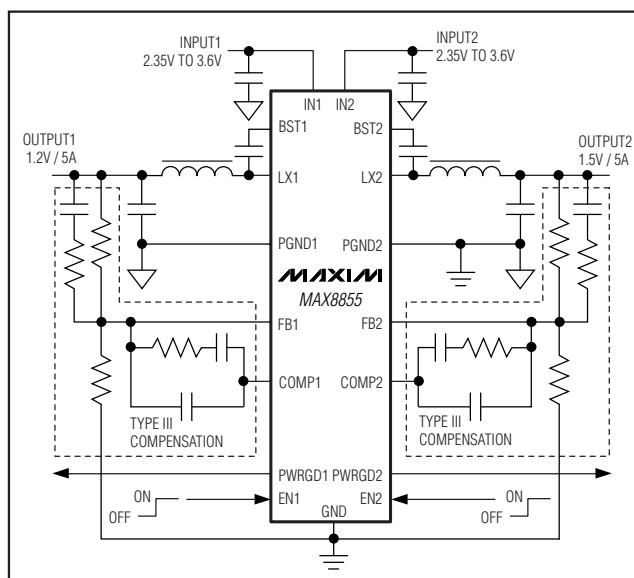 INPUT1
2.35V TO 3.6V
INPUT2
2.35V TO 3.6V
IN1
IN2
BST1
BST2
OUTPUT1
1.2V / 5A
OUTPUT2
1.5V / 5A
LX1
LX2
PGND1
PGND2
MAXIM
MAX8855
FB1
FB2
COMP1
COMP2
TYPE III
COMPENSATION
TYPE III
COMPENSATION
PWRGD1
PWRGD2
ON
OFF
EN1
EN2
ON
OFF
GND